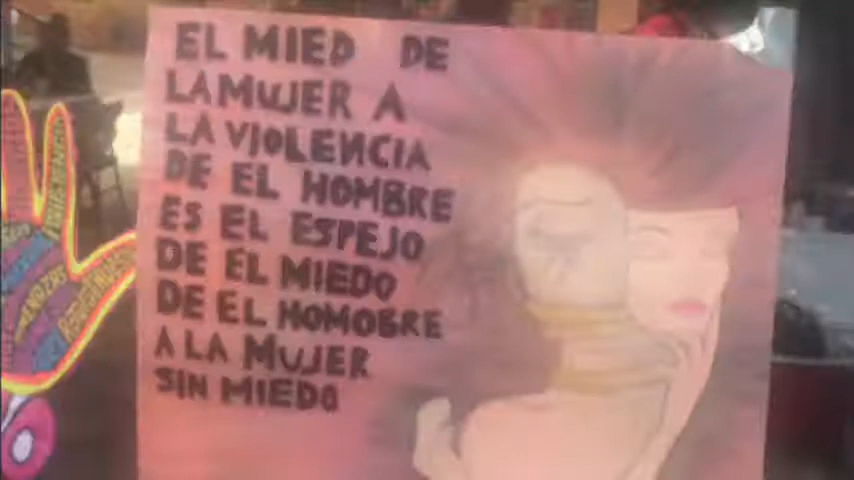 EL MIED DE
LA MUJER A
LA VIOLENCIA
DE EL HOMBRE
ES EL ESPEJO
DE EL MIEDO
DE EL HOMOBRE
A LA MUJER
SIN MIEDO